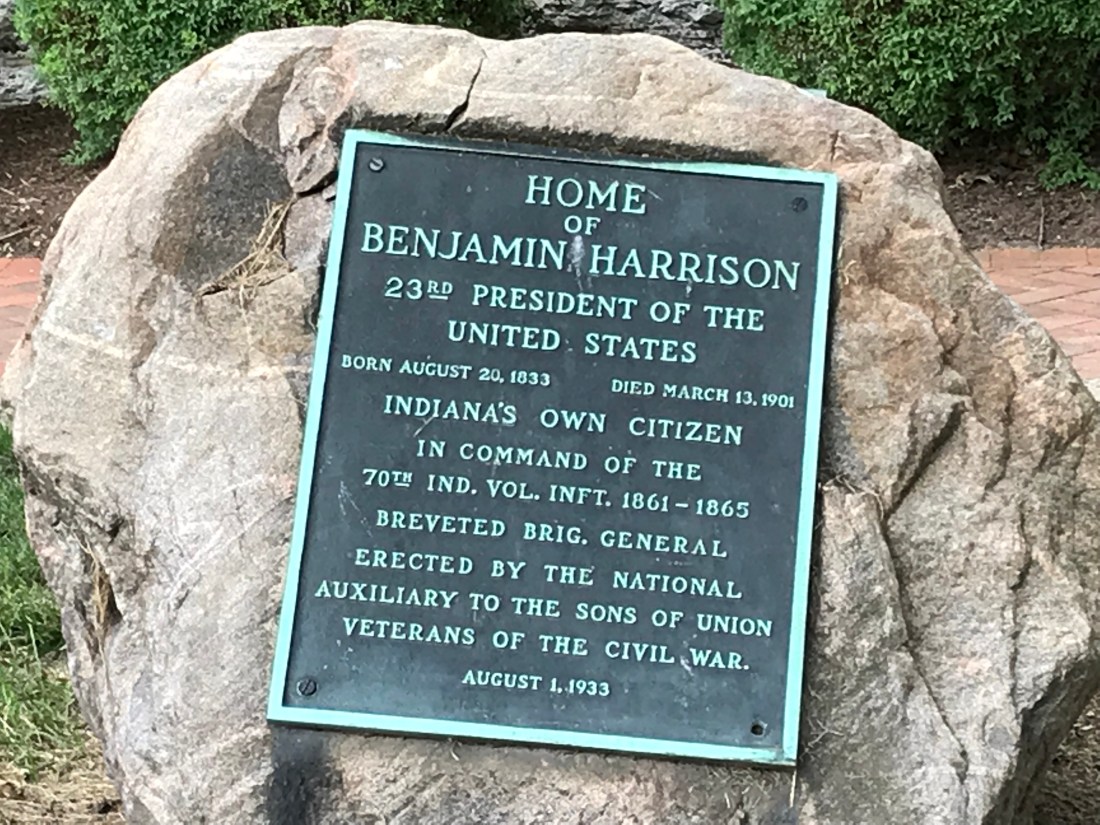 HOME
OF
BENJAMIN HARRISON
23RD PRESIDENT OF THE
UNITED STATES
BORN AUGUST 20, 1833 DIED MARCH 13, 1901
INDIANA'S OWN CITIZEN
IN COMMAND OF THE
70TH IND. VOL. INFT. 1861-1865
BREVETED BRIG. GENERAL
ERECTED BY THE NATIONAL
AUXILIARY TO THE SONS OF UNION
VETERANS OF THE CIVIL WAR.
AUGUST 1, 1933